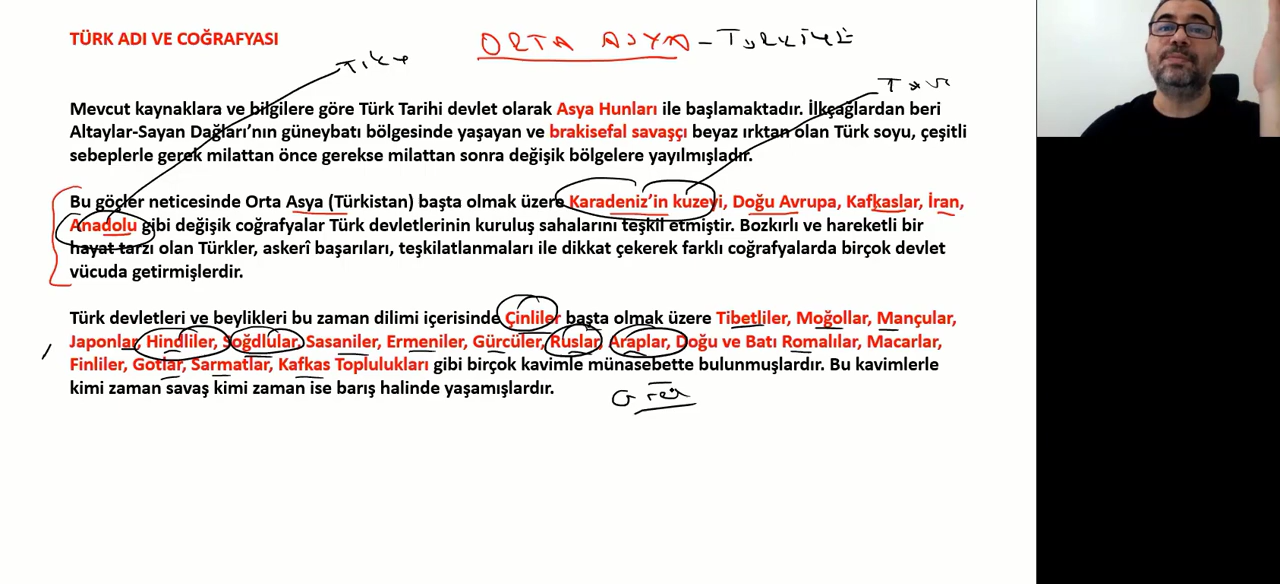 TÜRK ADI VE COĞRAFYASI
ORTA ASYA - TURKİYE
Mevcut kaynaklara ve bilgilere göre Türk Tarihi devlet olarak Asya Hunları ile başlamaktadır. İlkçağlardan beri
Altaylar-Sayan Dağları’nın güneybatı bölgesinde yaşayan ve brakisefal savaşçı beyaz ırktan olan Türk soyu, çeşitli
sebeplerle gerek milattan önce gerekse milattan sonra değişik bölgelere yayılmışladır.
Bu göçler neticesinde Orta Asya (Türkistan) başta olmak üzere Karadeniz’in kuzeyi, Doğu Avrupa, Kafkaslar, İran,
Anadolu gibi değişik coğrafyalar Türk devletlerinin kuruluş sahalarını teşkil etmiştir. Bozkırlı ve hareketli bir
hayat tarzı olan Türkler, askerî başarıları, teşkilatlanmaları ile dikkat çekerek farklı coğrafyalarda birçok devlet
vücuda getirmişlerdir.
Türk devletleri ve beylikleri bu zaman dilimi içerisinde Çinliler başta olmak üzere Tibetliler, Moğollar, Mançular,
Japonlar, Hindliler, Soğdlular, Sasaniler, Ermeniler, Gürcüler, Ruslar, Araplar, Doğu ve Batı Romalılar, Macarlar,
Finliler, Gotlar, Sarmatlar, Kafkas Toplulukları gibi birçok kavimle münasebette bulunmuşlardır. Bu kavimlerle
kimi zaman savaş kimi zaman ise barış halinde yaşamışlardır.